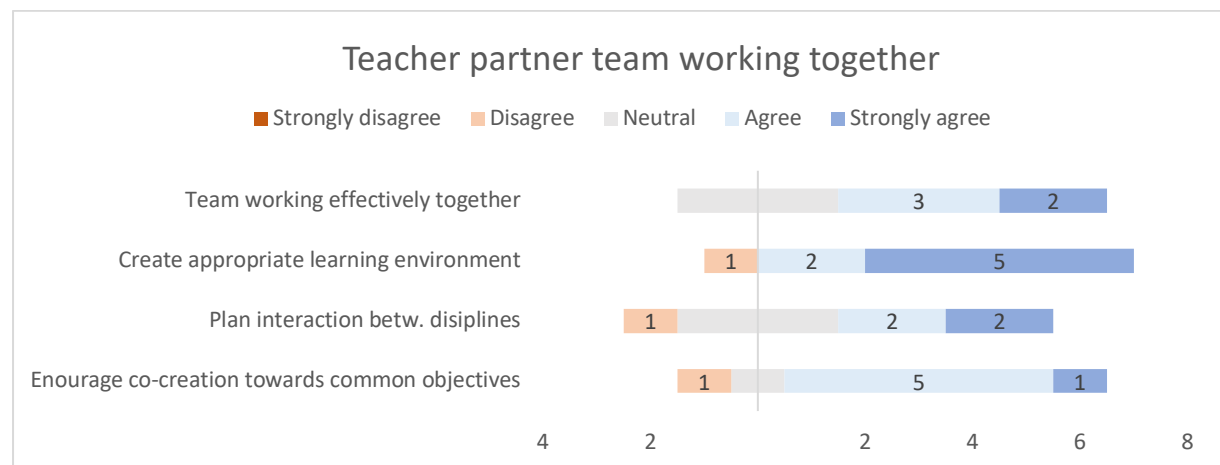 Teacher partner team working together
Strongly disagree Disagree Neutral Agree Strongly agree
Team working effectively together 3 2
Create appropriate learning environment 1 2 5
Plan interaction betw. disiplines 1 2 2
Enourage co-creation towards common objectives 1 5 1
4 2 2 4 6 8